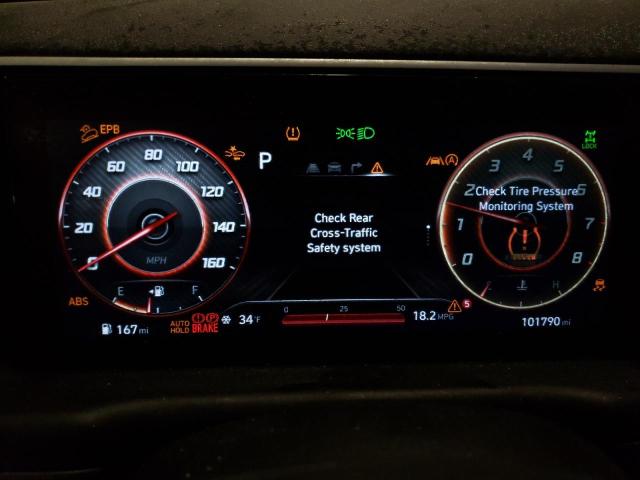 EPB
P
LOCK
20
40
60
80
100
120
140
160
0
MPH
E
F
ABS
Check Rear
Cross-Traffic
Safety system
1
2
3
4
5
6
7
8
Check Tire Pressure
Monitoring System
C
H
167 mi
AUTO
HOLD
P
BRAKE
34°F
0
25
50
18.2 MPG
5
101790 mi